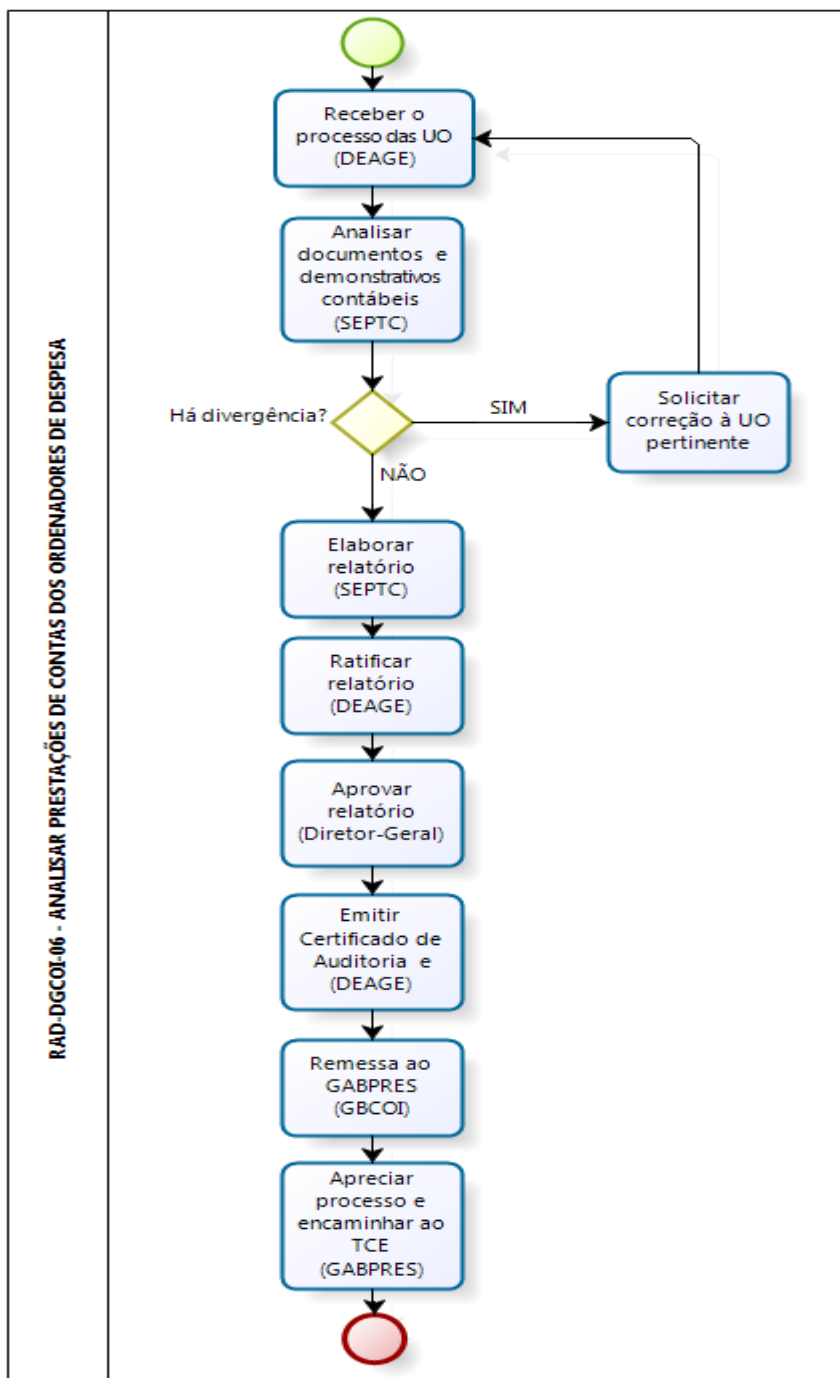 RAD-DGCOI-06 - ANALISAR PRESTAÇÕES DE CONTAS DOS ORDENADORES DE DESPESA
Receber o
processo das UO
(DEAGE)
Analisar
documentos e
demonstrativos
contábeis
(SEPTC)
Há divergência?
SIM
Solicitar
correção à UO
pertinente
NÃO
Elaborar
relatório
(SEPTC)
Ratificar
relatório
(DEAGE)
Aprovar
relatório
(Diretor-Geral)
Emitir
Certificado de
Auditoria e
(DEAGE)
Remessa ao
GABPRES
(GBCOI)
Apreciar
processo e
encaminhar ao
TCE
(GABPRES)